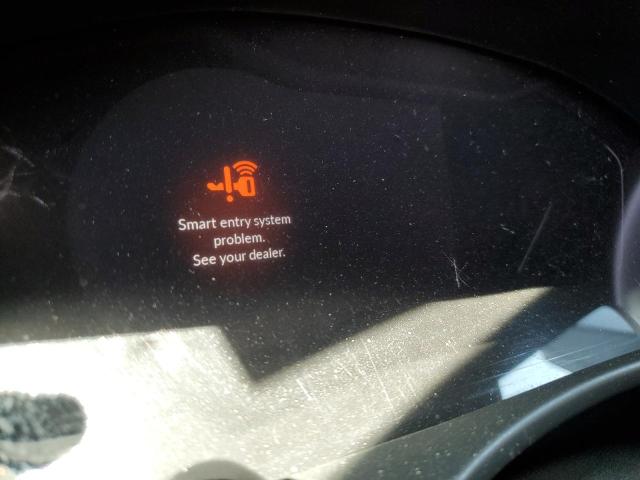 Smart entry system
problem.
See your dealer.